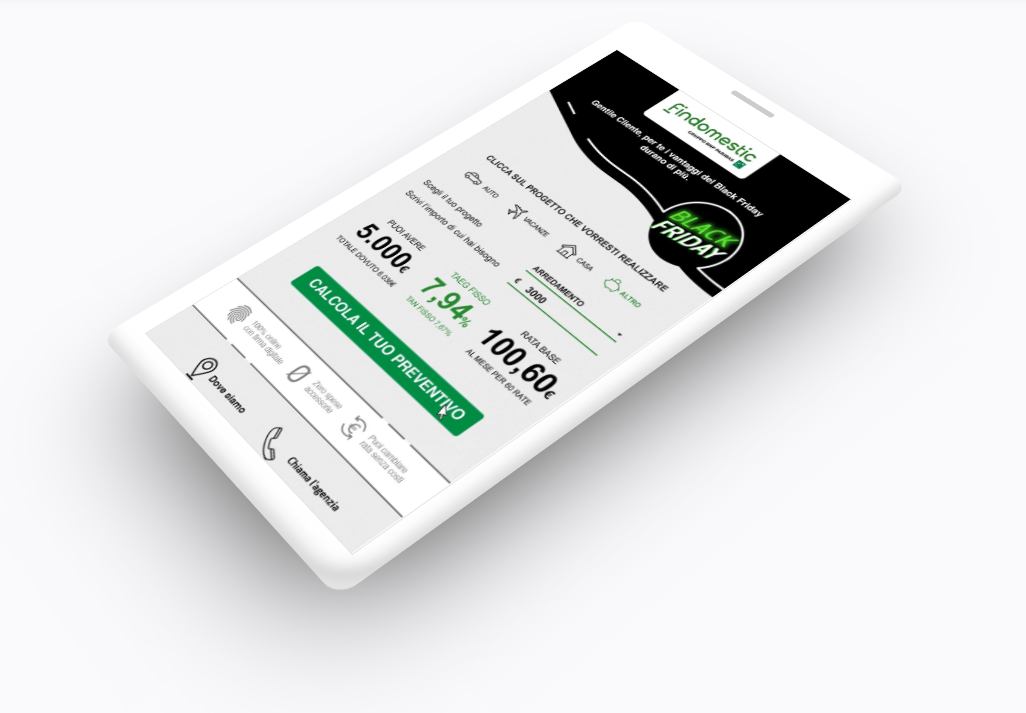 Findomestic
GRUPPO BNP PARIBAS
Gentile Cliente, per te i vantaggi del Black Friday
durano di più.
BLACK
FRIDAY
CLICCA SUL PROGETTO CHE VORRESTI REALIZZARE
AUTO
VACANZE
CASA
ALTRO
Scegli il tuo progetto
ARREDAMENTO
Scrivi l'importo di cui hai bisogno
€ 3000
PUOI AVERE
5.000€
TOTALE DOVUTO 6.036€
TAEG FISSO
7,94%
TAN FISSO 7,67%
RATA BASE
100,60€
AL MESE PER 60 RATE
CALCOLA IL TUO PREVENTIVO
100% online
con firma digitale
Zero spese
accessorie
Puoi cambiare
rata senza costi
Dove siamo
Chiama l'agenzia